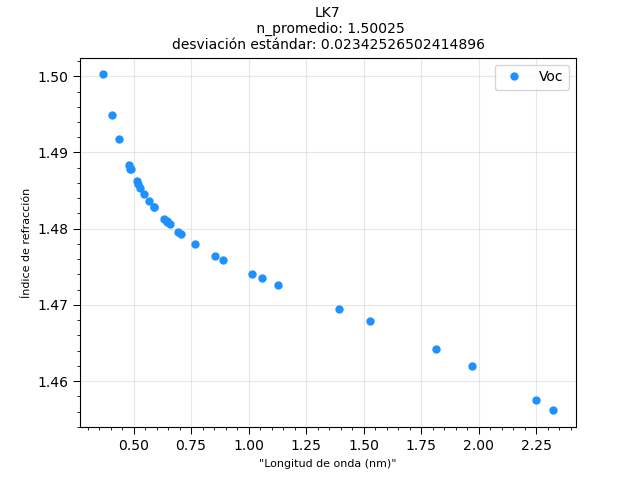 LK7
n_promedio: 1.50025
desviación estándar: 0.02342526502414896
Voc
1.50
1.49
1.48
1.47
1.46
Índice de refracción
0.50 0.75 1.00 1.25 1.50 1.75 2.00 2.25
"Longitud de onda (nm)"